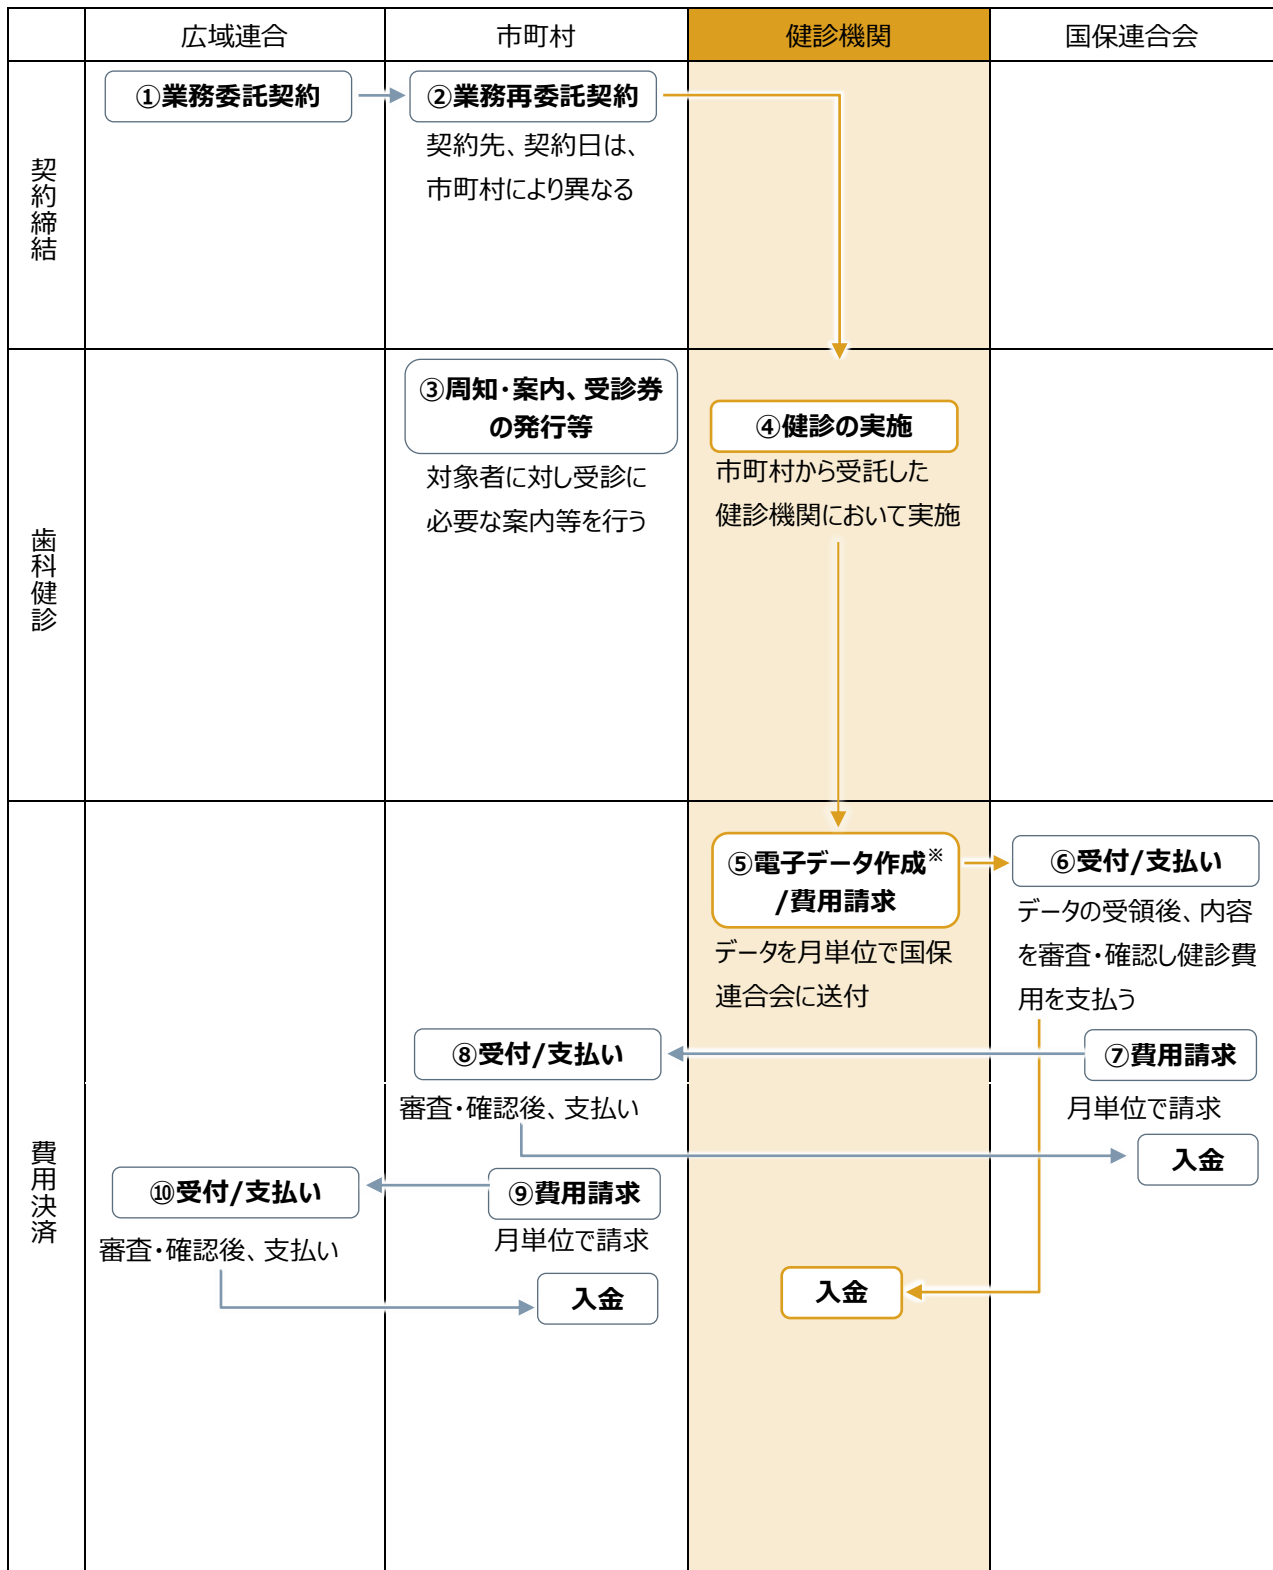 広域連合
市町村
健診機関
国保連合会
契約締結
①業務委託契約
②業務再委託契約
契約先、契約日は、
市町村により異なる
歯科健診
③周知・案内、受診券
の発行等
対象者に対し受診に
必要な案内等を行う
④健診の実施
市町村から受託した
健診機関において実施
費用決済
⑤電子データ作成※
/費用請求
データを月単位で国保
連合会に送付
⑥受付/支払い
データの受領後、内容
を審査・確認し健診費
用を支払う
⑧受付/支払い
審査・確認後、支払い
⑦費用請求
月単位で請求
入金
⑩受付/支払い
審査・確認後、支払い
⑨費用請求
月単位で請求
入金
入金